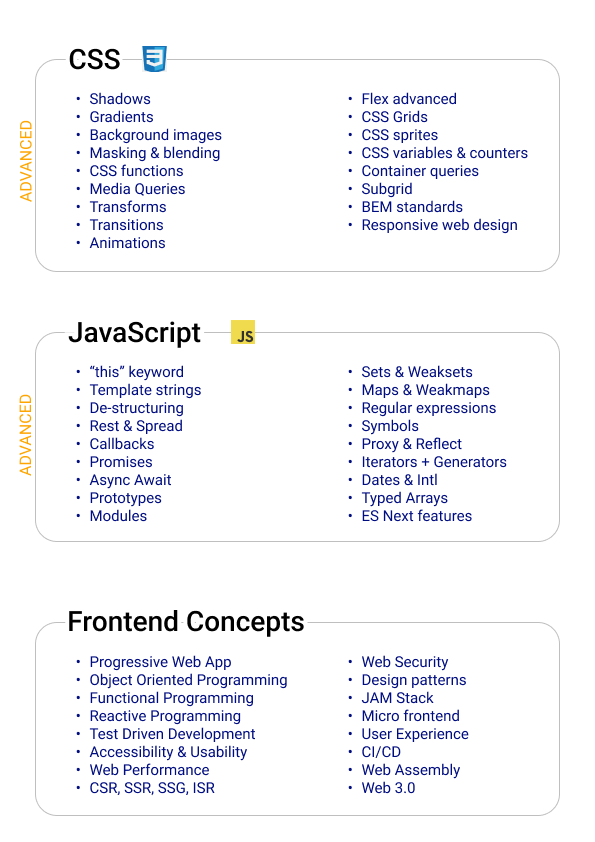 CSS
ADVANCED
• Shadows
• Gradients
• Background images
• Masking & blending
• CSS functions
• Media Queries
• Transforms
• Transitions
• Animations
• Flex advanced
• CSS Grids
• CSS sprites
• CSS variables & counters
• Container queries
• Subgrid
• BEM standards
• Responsive web design
JavaScript
JS
ADVANCED
• “this” keyword
• Template strings
• De-structuring
• Rest & Spread
• Callbacks
• Promises
• Async Await
• Prototypes
• Modules
• Sets & Weaksets
• Maps & Weakmaps
• Regular expressions
• Symbols
• Proxy & Reflect
• Iterators + Generators
• Dates & Intl
• Typed Arrays
• ES Next features
Frontend Concepts
• Progressive Web App
• Object Oriented Programming
• Functional Programming
• Reactive Programming
• Test Driven Development
• Accessibility & Usability
• Web Performance
• CSR, SSR, SSG, ISR
• Web Security
• Design patterns
• JAM Stack
• Micro frontend
• User Experience
• CI/CD
• Web Assembly
• Web 3.0